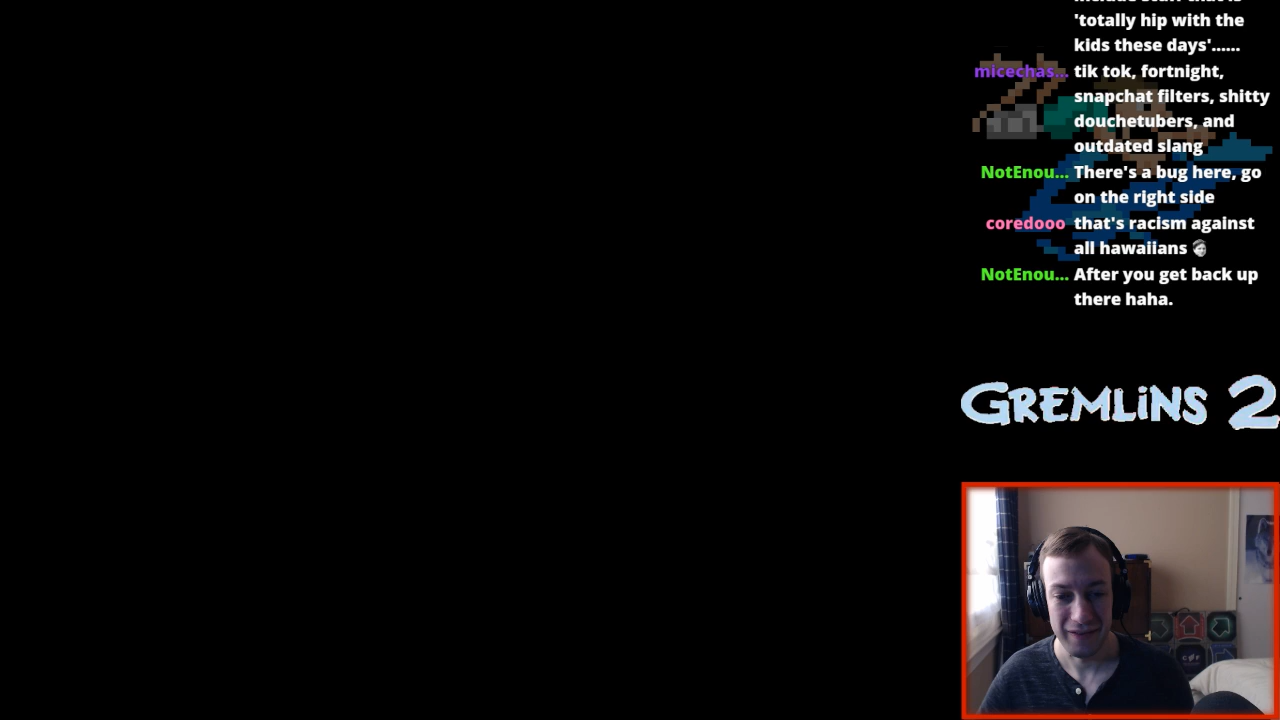 'totally hip with the
kids these days'......
micechas... tik tok, fortnight,
snapchat filters, shitty
douchetubers, and
outdated slang
NotEnou... There's a bug here, go
on the right side
coredooo that's racism against
all hawaiians
NotEnou... After you get back up
there haha.
GREMLINS 2